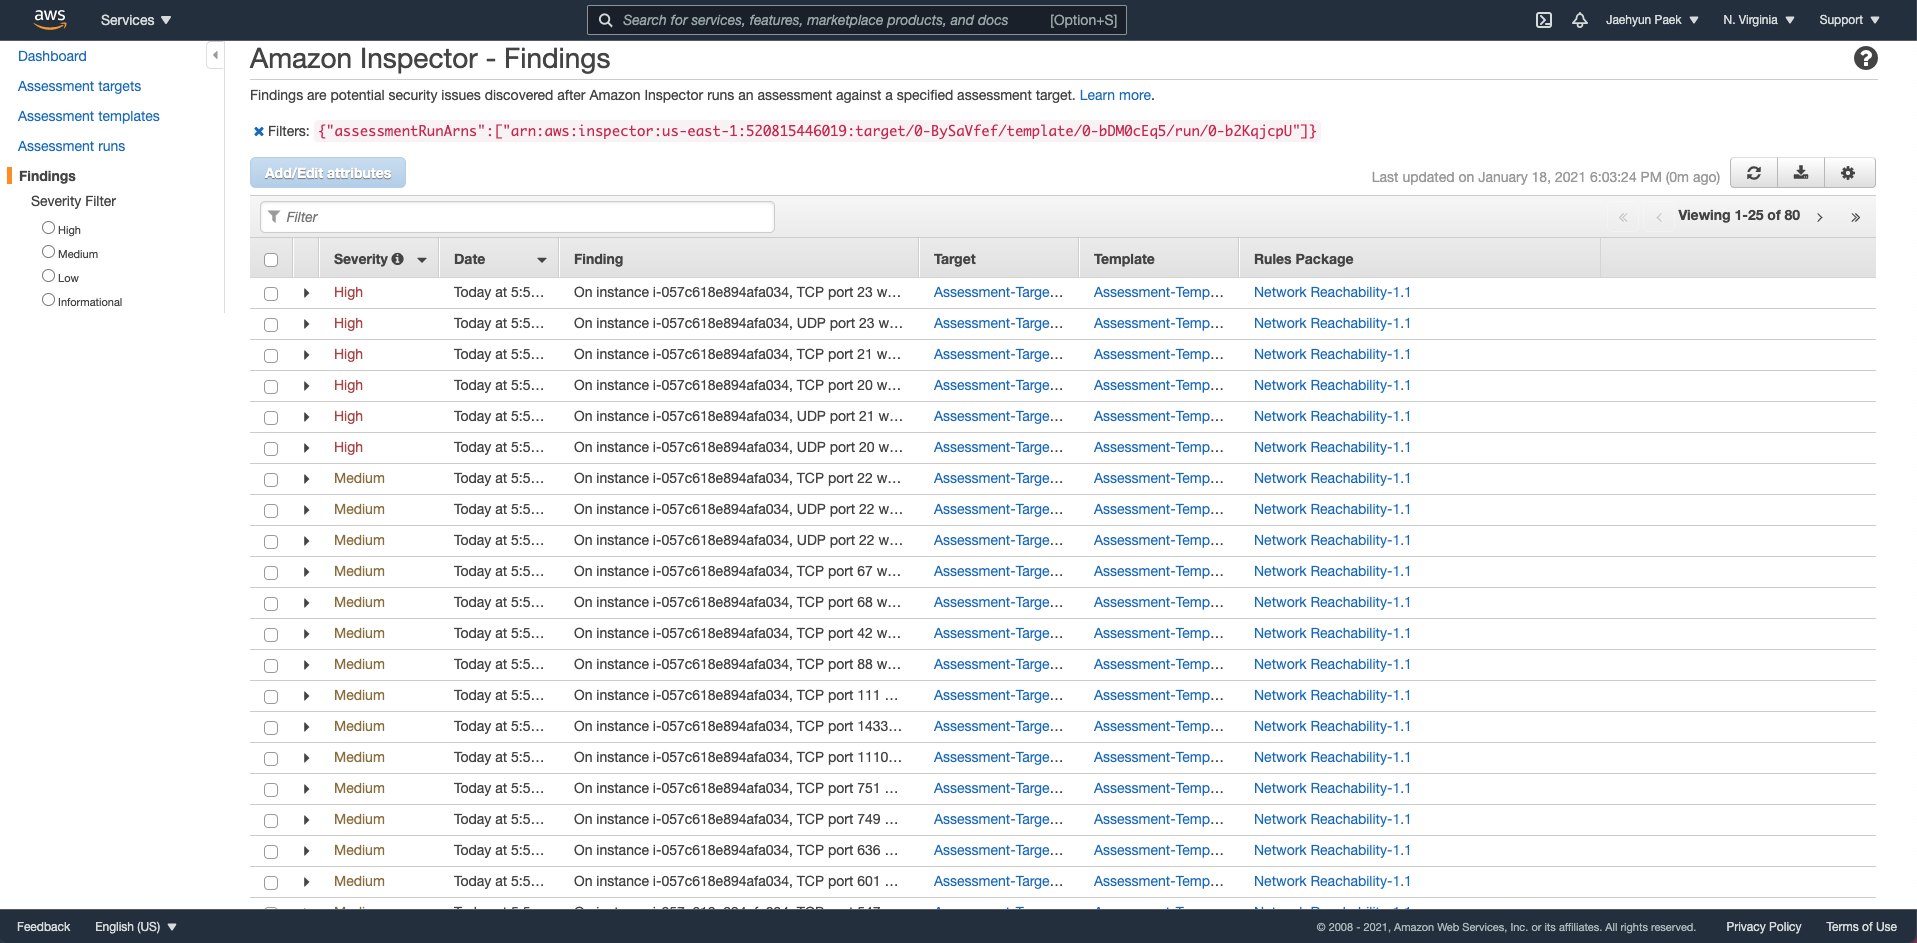 aws Services Search for services, features, marketplace products, and docs [Option+S] Jaehyun Paek N. Virginia Support
Dashboard
Assessment targets
Assessment templates
Assessment runs
Findings
Severity Filter
High
Medium
Low
Informational
Amazon Inspector - Findings
Findings are potential security issues discovered after Amazon Inspector runs an assessment against a specified assessment target. Learn more.
Filters: {"assessmentRunArns":["arn:aws:inspector:us-east-1:520815446019:target/0-BySaVfef/template/0-bDM0cEq5/run/0-b2KqjcpU"]}
Add/Edit attributes Last updated on January 18, 2021 6:03:24 PM (0m ago)
Filter Viewing 1-25 of 80
Severity Date Finding Target Template Rules Package
High Today at 5:5... On instance i-057c618e894afa034, TCP port 23 w... Assessment-Targe... Assessment-Temp... Network Reachability-1.1
High Today at 5:5... On instance i-057c618e894afa034, UDP port 23 w... Assessment-Targe... Assessment-Temp... Network Reachability-1.1
High Today at 5:5... On instance i-057c618e894afa034, TCP port 21 w... Assessment-Targe... Assessment-Temp... Network Reachability-1.1
High Today at 5:5... On instance i-057c618e894afa034, TCP port 20 w... Assessment-Targe... Assessment-Temp... Network Reachability-1.1
High Today at 5:5... On instance i-057c618e894afa034, UDP port 21 w... Assessment-Targe... Assessment-Temp... Network Reachability-1.1
High Today at 5:5... On instance i-057c618e894afa034, UDP port 20 w... Assessment-Targe... Assessment-Temp... Network Reachability-1.1
Medium Today at 5:5... On instance i-057c618e894afa034, TCP port 22 w... Assessment-Targe... Assessment-Temp... Network Reachability-1.1
Medium Today at 5:5... On instance i-057c618e894afa034, UDP port 22 w... Assessment-Targe... Assessment-Temp... Network Reachability-1.1
Medium Today at 5:5... On instance i-057c618e894afa034, UDP port 22 w... Assessment-Targe... Assessment-Temp... Network Reachability-1.1
Medium Today at 5:5... On instance i-057c618e894afa034, TCP port 67 w... Assessment-Targe... Assessment-Temp... Network Reachability-1.1
Medium Today at 5:5... On instance i-057c618e894afa034, TCP port 68 w... Assessment-Targe... Assessment-Temp... Network Reachability-1.1
Medium Today at 5:5... On instance i-057c618e894afa034, TCP port 42 w... Assessment-Targe... Assessment-Temp... Network Reachability-1.1
Medium Today at 5:5... On instance i-057c618e894afa034, TCP port 88 w... Assessment-Targe... Assessment-Temp... Network Reachability-1.1
Medium Today at 5:5... On instance i-057c618e894afa034, TCP port 111 ... Assessment-Targe... Assessment-Temp... Network Reachability-1.1
Medium Today at 5:5... On instance i-057c618e894afa034, TCP port 1433... Assessment-Targe... Assessment-Temp... Network Reachability-1.1
Medium Today at 5:5... On instance i-057c618e894afa034, TCP port 1110... Assessment-Targe... Assessment-Temp... Network Reachability-1.1
Medium Today at 5:5... On instance i-057c618e894afa034, TCP port 751 ... Assessment-Targe... Assessment-Temp... Network Reachability-1.1
Medium Today at 5:5... On instance i-057c618e894afa034, TCP port 749 ... Assessment-Targe... Assessment-Temp... Network Reachability-1.1
Medium Today at 5:5... On instance i-057c618e894afa034, TCP port 636 ... Assessment-Targe... Assessment-Temp... Network Reachability-1.1
Medium Today at 5:5... On instance i-057c618e894afa034, TCP port 601 ... Assessment-Targe... Assessment-Temp... Network Reachability-1.1
Feedback English (US) © 2008 - 2021, Amazon Web Services, Inc. or its affiliates. All rights reserved. Privacy Policy Terms of Use